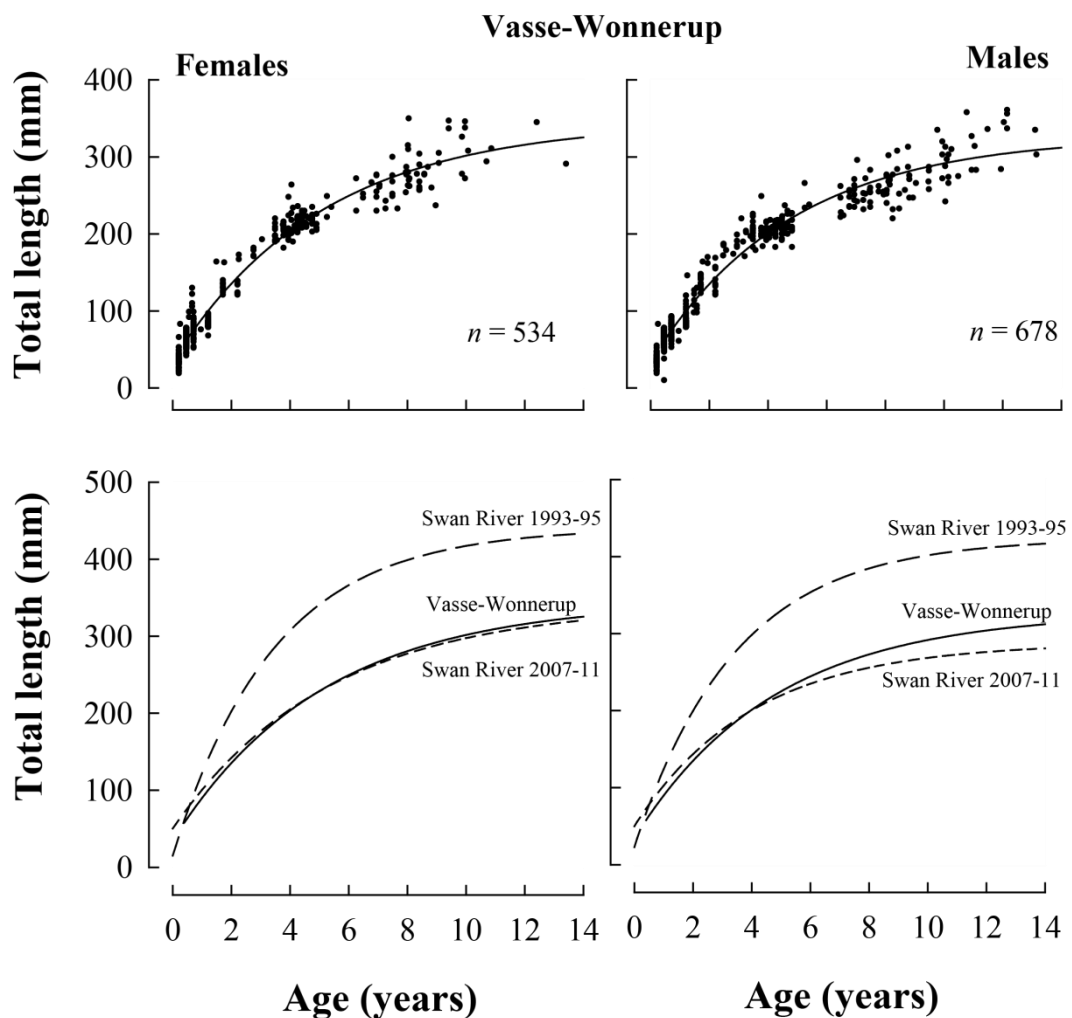 Vasse-Wonnerup
Females
Males
Total length (mm)
400
300
200
100
0
n = 534
n = 678
Total length (mm)
500
400
300
200
100
0
Swan River 1993-95
Vasse-Wonnerup
Swan River 2007-11
Swan River 1993-95
Vasse-Wonnerup
Swan River 2007-11
0 2 4 6 8 10 12 14
0 2 4 6 8 10 12 14
Age (years)
Age (years)